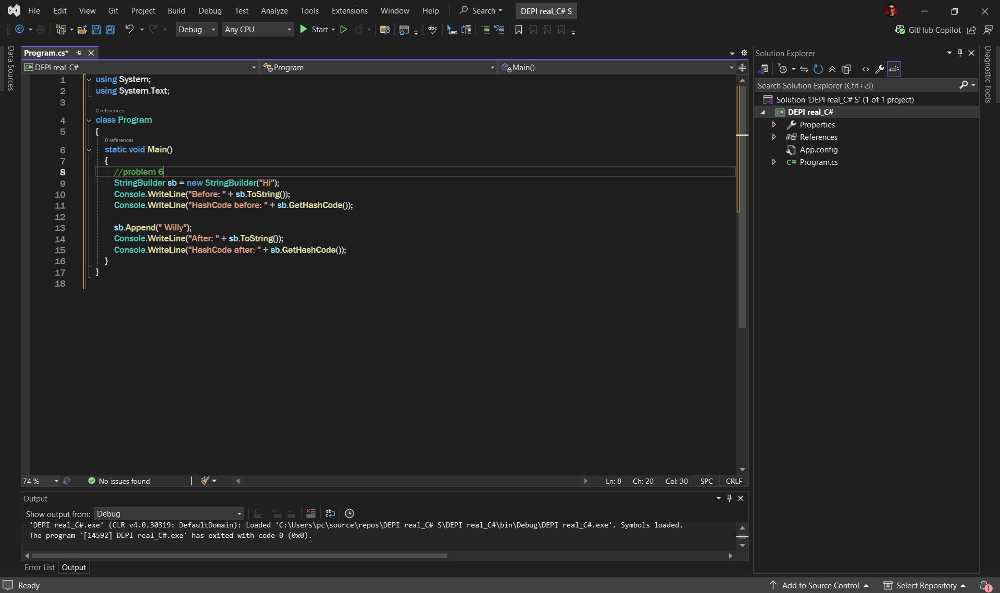 File Edit View Git Project Build Debug Test Analyze Tools Extensions Window Help Search DEPI real_C# S
Debug Any CPU Start abc GitHub Copilot
Data Sources
Program.cs*
DEPI real_C# Program Main()
1 using System;
2 using System.Text;
3
0 references
4 class Program
5 {
0 references
6 static void Main()
7 {
8 //problem 6
9 StringBuilder sb = new StringBuilder("Hi");
10 Console.WriteLine("Before: " + sb.ToString());
11 Console.WriteLine("HashCode before: " + sb.GetHashCode());
12
13 sb.Append(" Willy");
14 Console.WriteLine("After: " + sb.ToString());
15 Console.WriteLine("HashCode after: " + sb.GetHashCode());
16 }
17 }
18
74 % No issues found Ln: 8 Ch: 20 Col: 30 SPC CRLF
Output
Show output from: Debug
'DEPI real_C#.exe' (CLR v4.0.30319: DefaultDomain): Loaded 'C:\Users\pc\source\repos\DEPI real_C# S\DEPI real_C#\bin\Debug\DEPI real_C#.exe'. Symbols loaded.
The program '[14592] DEPI real_C#.exe' has exited with code 0 (0x0).
Error List Output
Solution Explorer
Search Solution Explorer (Ctrl+ك)
Solution 'DEPI real_C# S' (1 of 1 project)
C# DEPI real_C#
Properties
References
App.config
C# Program.cs
Diagnostic Tools
Ready Add to Source Control Select Repository 1